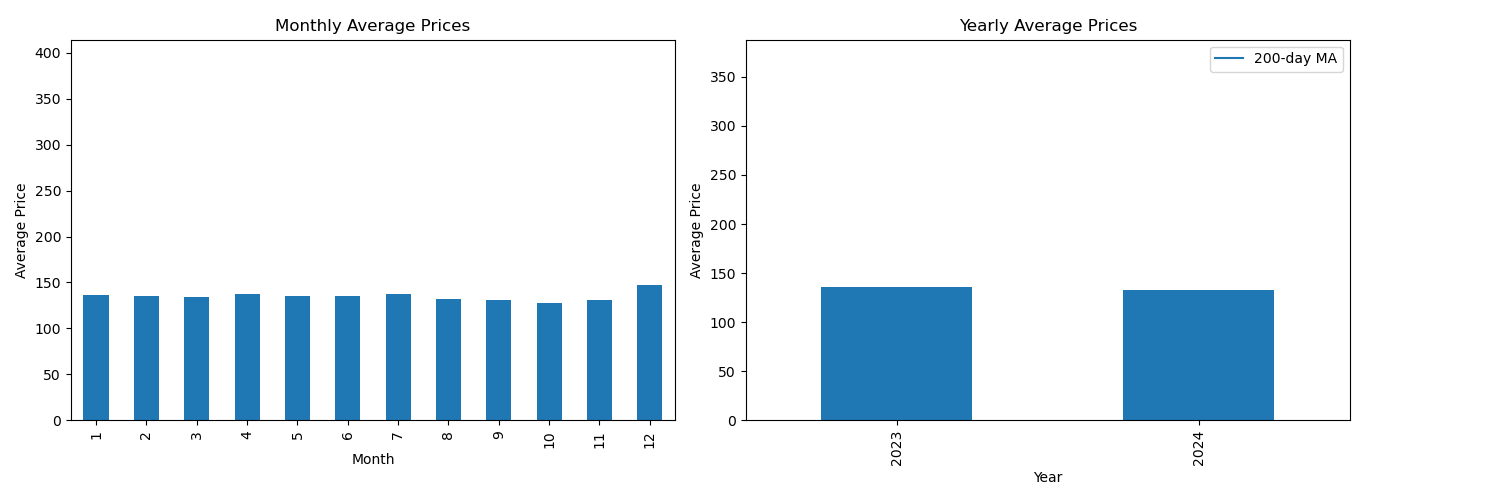 Monthly Average Prices
400
350
300
250
200
150
100
50
0
Average Price
1 2 3 4 5 6 7 8 9 10 11 12
Month
Yearly Average Prices
200-day MA
350
300
250
200
150
100
50
0
Average Price
2023 2024
Year